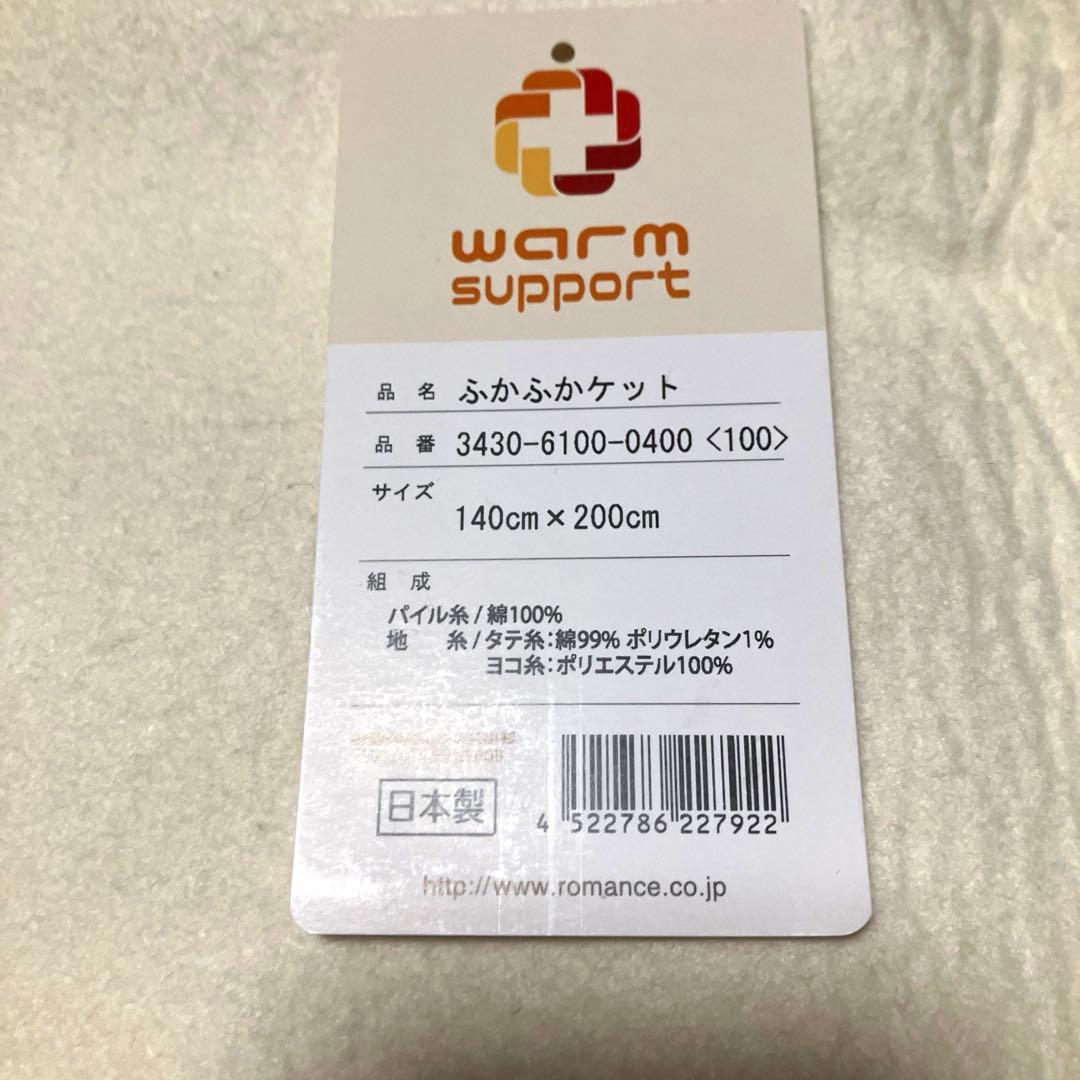 warm
support
品 名 ふかふかケット
品 番 3430-6100-0400 <100>
サイズ
140cm×200cm
組 成
パイル糸/綿100%
地 糸/タテ糸:綿99% ポリウレタン1%
ヨコ糸:ポリエステル100%
日本製
4 522786 227922
http://www.romance.co.jp